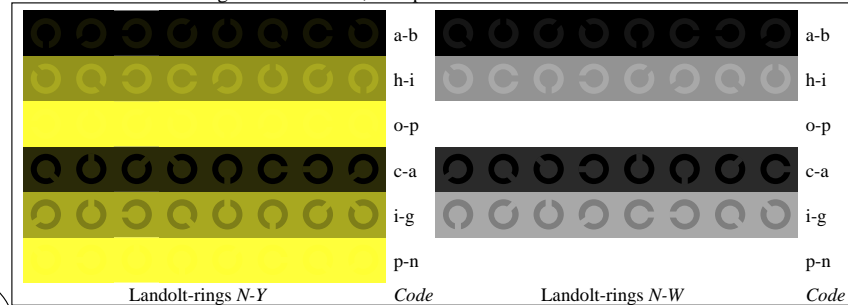 a-b a-b
h-i h-i
o-p o-p
c-a c-a
i-g i-g
p-n p-n
Landolt-rings N-Y Code Landolt-rings N-W Code